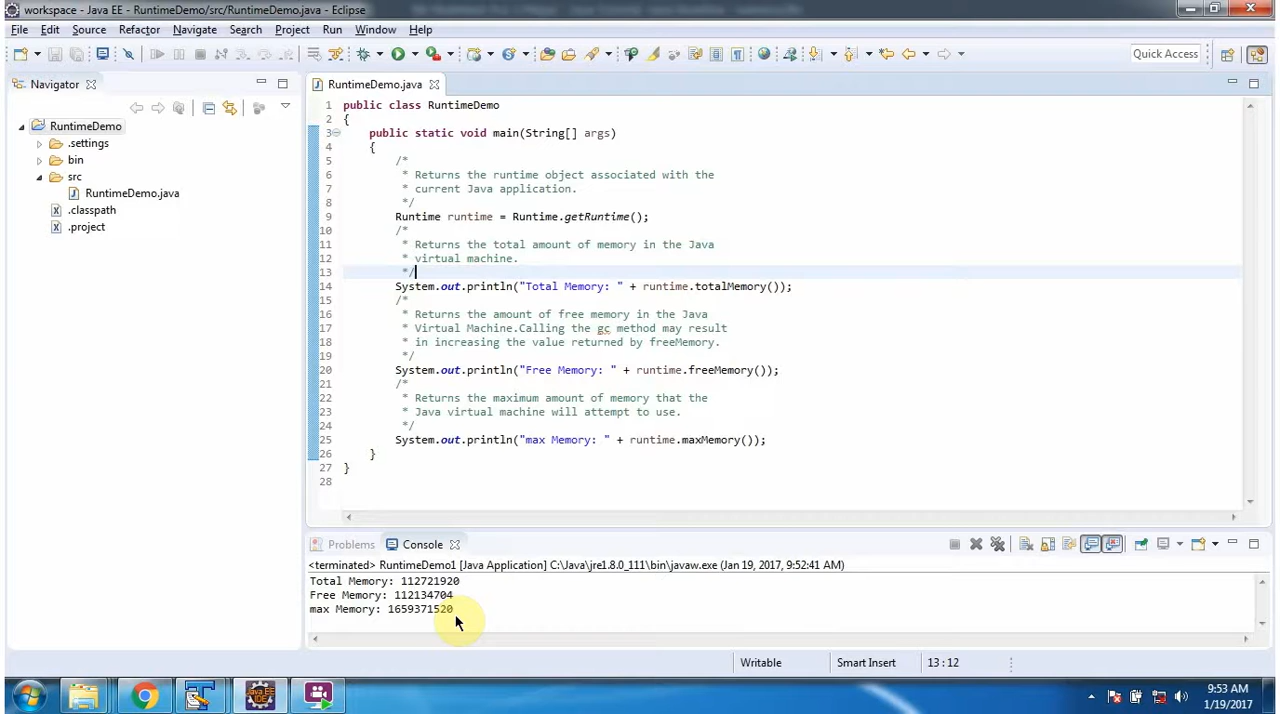 workspace - Java EE - RuntimeDemo/src/RuntimeDemo.java - Eclipse
File Edit Source Refactor Navigate Search Project Run Window Help
Quick Access
Navigator
RuntimeDemo
.settings
bin
src
RuntimeDemo.java
.classpath
.project
RuntimeDemo.java
1 public class RuntimeDemo
2 {
3 public static void main(String[] args)
4 {
5 /*
6 * Returns the runtime object associated with the
7 * current Java application.
8 */
9 Runtime runtime = Runtime.getRuntime();
10 /*
11 * Returns the total amount of memory in the Java
12 * virtual machine.
13 */
14 System.out.println("Total Memory: " + runtime.totalMemory());
15 /*
16 * Returns the amount of free memory in the Java
17 * Virtual Machine.Calling the gc method may result
18 * in increasing the value returned by freeMemory.
19 */
20 System.out.println("Free Memory: " + runtime.freeMemory());
21 /*
22 * Returns the maximum amount of memory that the
23 * Java virtual machine will attempt to use.
24 */
25 System.out.println("max Memory: " + runtime.maxMemory());
26 }
27 }
28
Problems Console
<terminated> RuntimeDemo1 [Java Application] C:\Java\jre1.8.0_111\bin\javaw.exe (Jan 19, 2017, 9:52:41 AM)
Total Memory: 112721920
Free Memory: 112134704
max Memory: 1659371520
Writable Smart Insert 13 : 12
Java EE
IDE
9:53 AM
1/19/2017